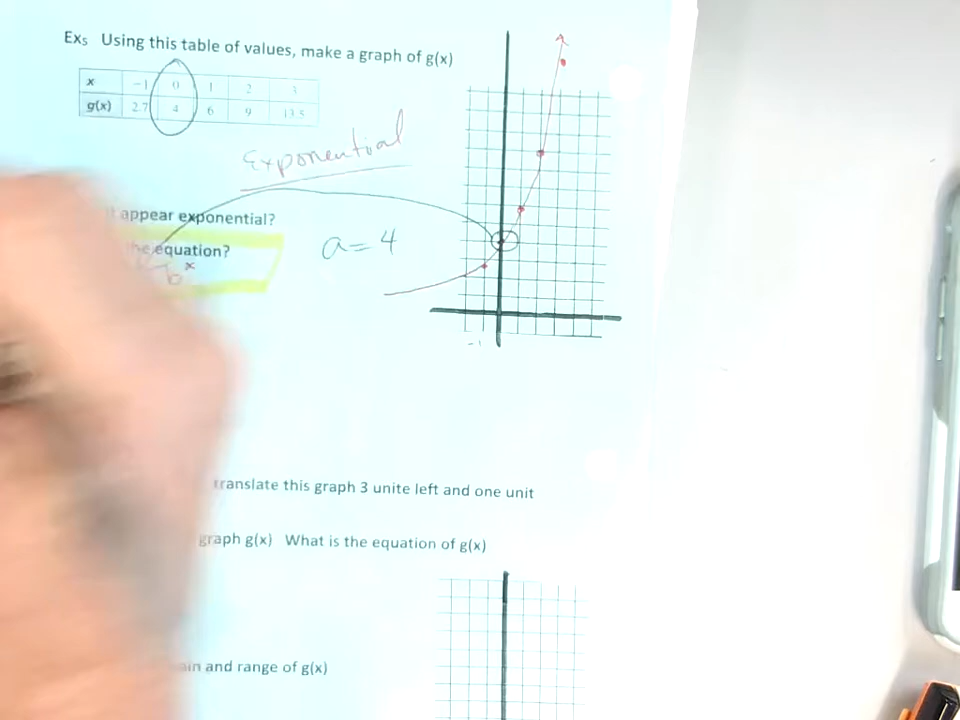 Ex5 Using this table of values, make a graph of g(x)
x -1 0 1 2 3
g(x) 2.7 4 6 9 13.5
Exponential
appear exponential?
the equation?
b^x
a = 4
-1
translate this graph 3 unite left and one unit
graph g(x) What is the equation of g(x)
and range of g(x)